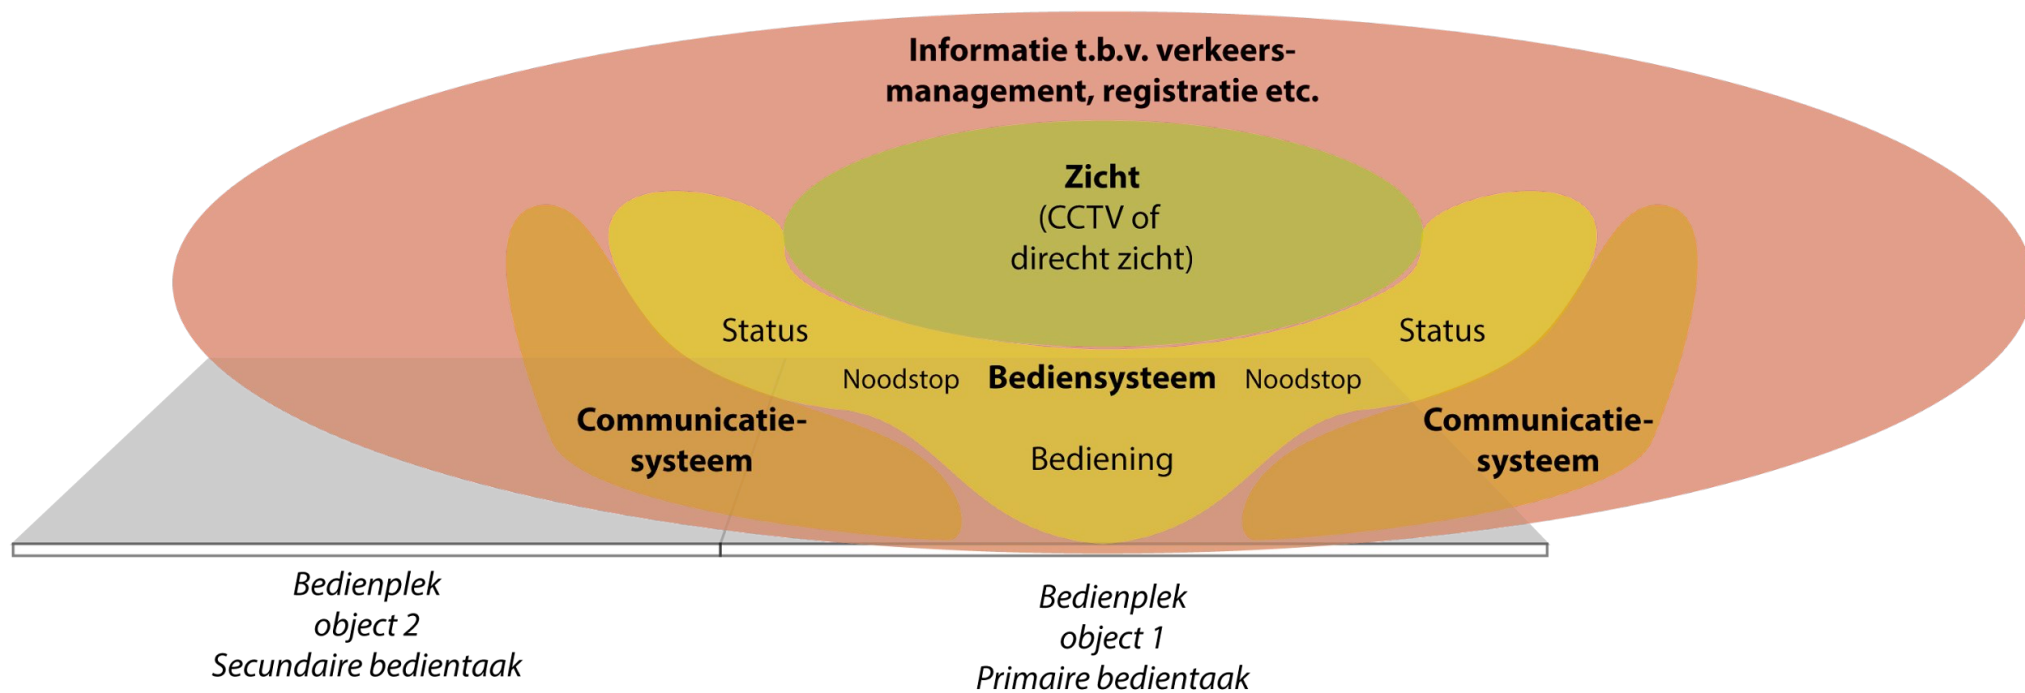 Informatie t.b.v. verkeers-
management, registratie etc.
Zicht
(CCTV of
direct zicht)
Status
Status
Noodstop
Bediensysteem
Noodstop
Communicatie-
systeem
Bediening
Communicatie-
systeem
Bedienplek
object 2
Secundaire bedientaak
Bedienplek
object 1
Primaire bedientaak